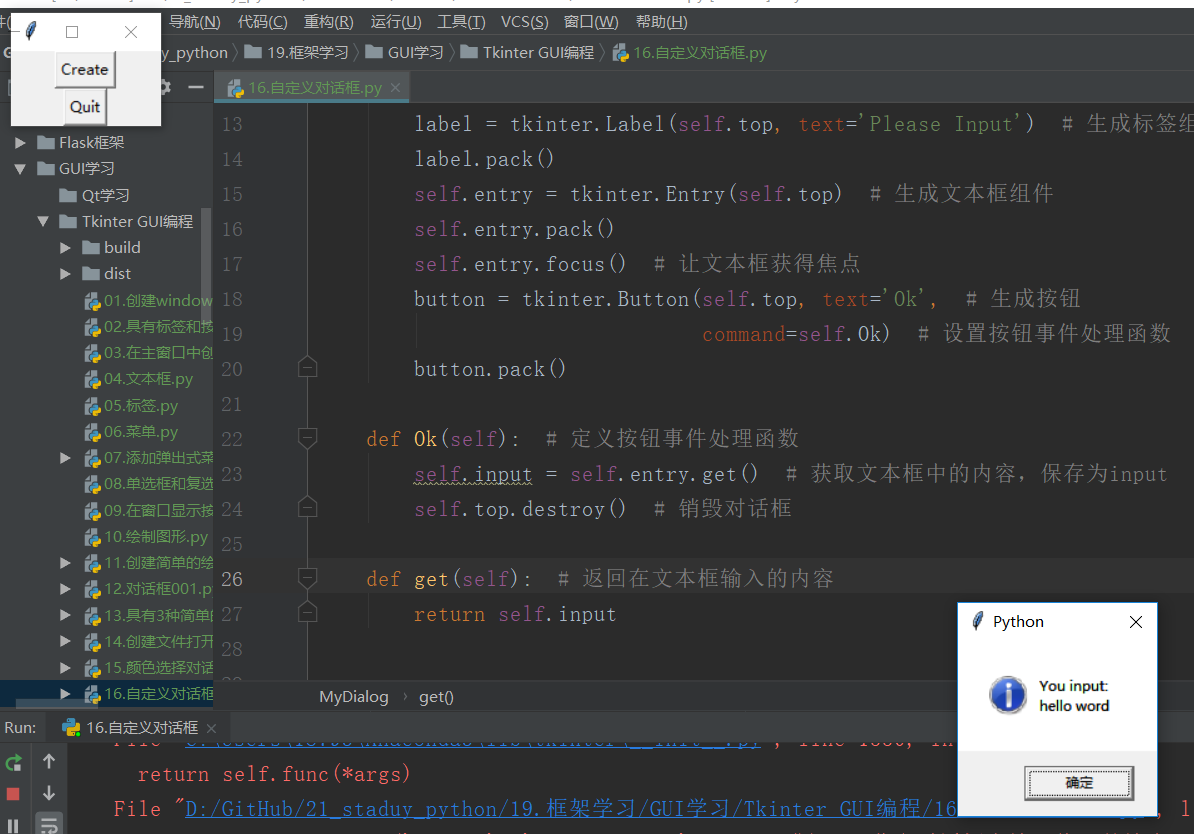 导航(N) 代码(C) 重构(R) 运行(U) 工具(T) VCS(S) 窗口(W) 帮助(H)
y_python 19.框架学习 GUI学习 Tkinter GUI编程 16.自定义对话框.py
Create
Quit
16.自定义对话框.py
Flask框架
GUI学习
Qt学习
Tkinter GUI编程
build
dist
01.创建window
02.具有标签和按
03.在主窗口中创
04.文本框.py
05.标签.py
06.菜单.py
07.添加弹出式菜
08.单选框和复选
09.在窗口显示按
10.绘制图形.py
11.创建简单的绘
12.对话框001.py
13.具有3种简单的
14.创建文件打开
15.颜色选择对话
16.自定义对话框
13 label = tkinter.Label(self.top, text='Please Input') # 生成标签组
14 label.pack()
15 self.entry = tkinter.Entry(self.top) # 生成文本框组件
16 self.entry.pack()
17 self.entry.focus() # 让文本框获得焦点
18 button = tkinter.Button(self.top, text='Ok', # 生成按钮
19 command=self.Ok) # 设置按钮事件处理函数
20 button.pack()
21
22 def Ok(self): # 定义按钮事件处理函数
23 self.input = self.entry.get() # 获取文本框中的内容，保存为input
24 self.top.destroy() # 销毁对话框
25
26 def get(self): # 返回在文本框输入的内容
27 return self.input
28
MyDialog › get()
Python
You input:
hello word
确定
Run: 16.自定义对话框
return self.func(*args)
File "D:/GitHub/21_staduy_python/19.框架学习/GUI学习/Tkinter GUI编程/16